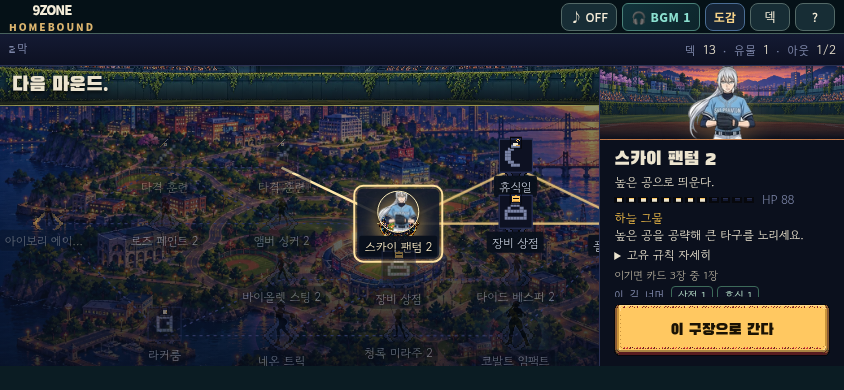 9ZONE
HOMEBOUND
♪ OFF
🎧 BGM 1
도감
덱
?
2막
덱 13 · 유물 1 · 아웃 1/2
다음 마운드.
타격 훈련
타격 훈련
휴식일
아이보리 에이...
로즈 페인트 2
앰버 싱커 2
스카이 팬텀 2
장비 상점
바이올렛 스팅 2
장비 상점
타이드 베스퍼 2
라커룸
네온 트릭
청록 미라주 2
코발트 임팩트
스카이 팬텀 2
높은 공으로 띄운다.
HP 88
하늘 그물
높은 공을 공략해 큰 타구를 노리세요.
▶ 고유 규칙 자세히
이기면 카드 3장 중 1장
이 길 너머 상점 1 휴식 1
이 구장으로 간다